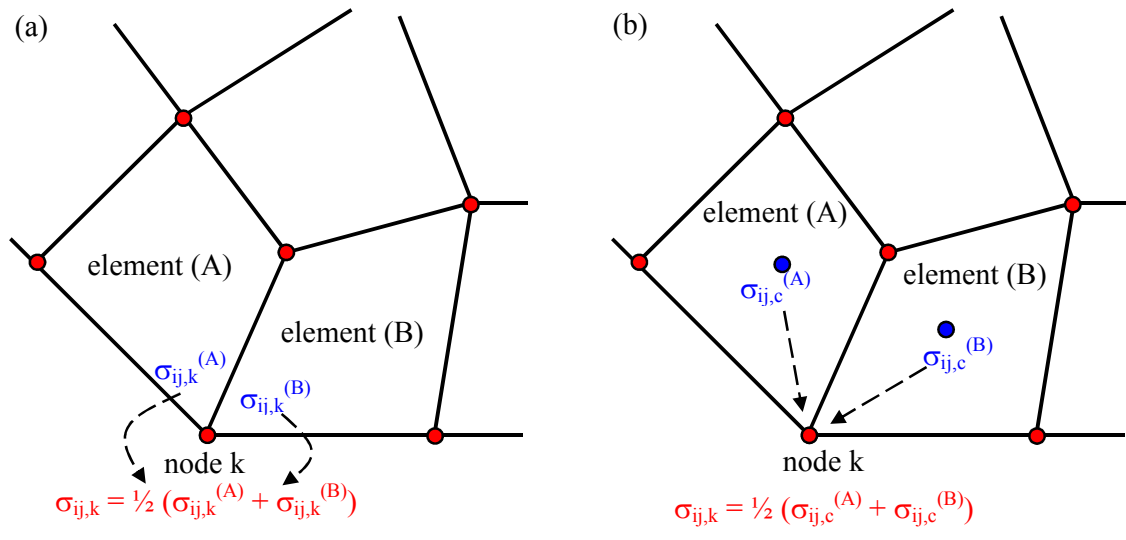 (a)
element (A)
element (B)
σij,k(A)
σij,k(B)
node k
σij,k = ½ (σij,k(A) + σij,k(B))
(b)
element (A)
element (B)
σij,c(A)
σij,c(B)
node k
σij,k = ½ (σij,c(A) + σij,c(B))